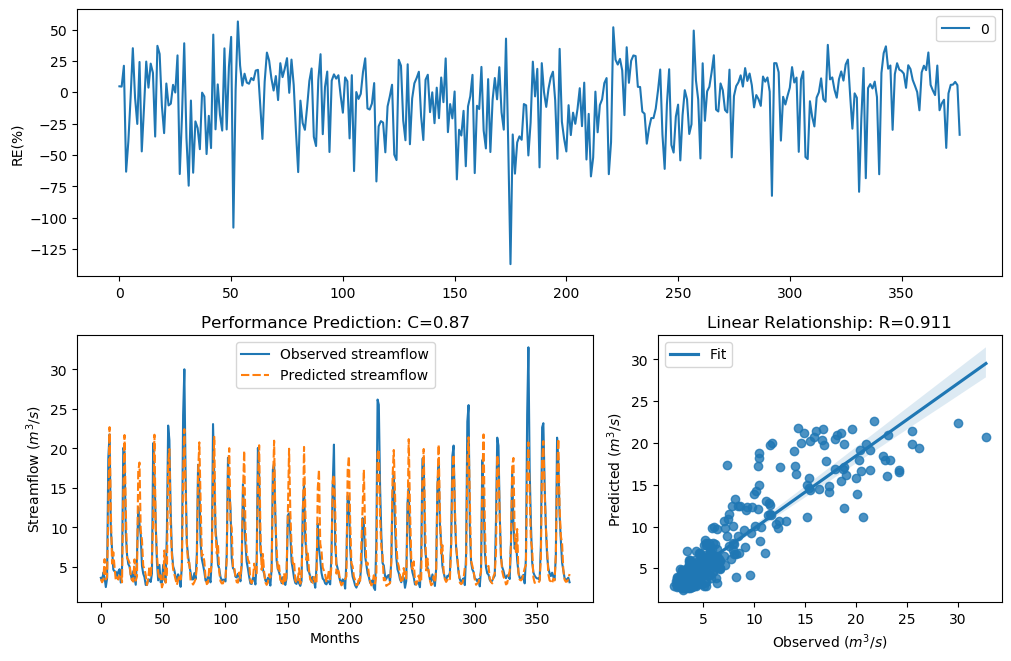 50
25
0
−25
−50
−75
−100
−125
RE(%)
0
0 50 100 150 200 250 300 350
Performance Prediction: C=0.87
Observed streamflow
Predicted streamflow
30
25
20
15
10
5
Streamflow (m³/s)
0 50 100 150 200 250 300 350
Months
Linear Relationship: R=0.911
Fit
30
25
20
15
10
5
Predicted (m³/s)
5 10 15 20 25 30
Observed (m³/s)